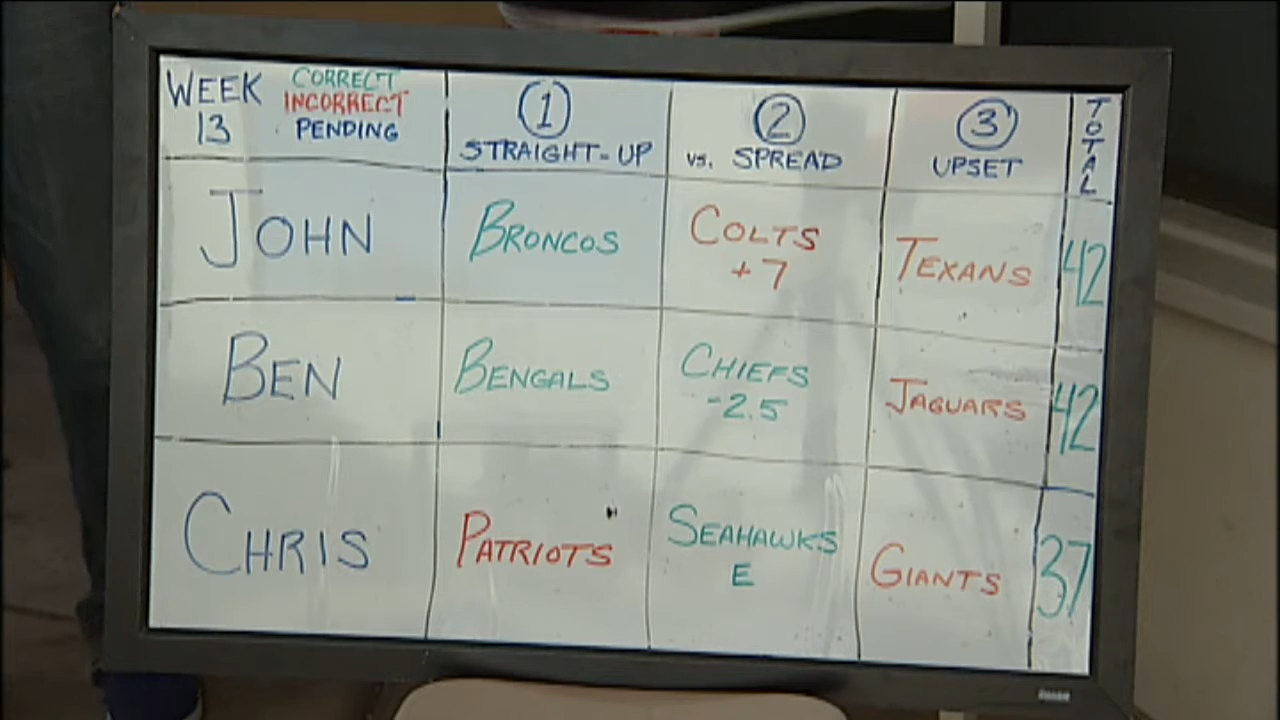 WEEK
13
CORRECT
INCORRECT
PENDING
1
STRAIGHT-UP
2
vs. SPREAD
3
UPSET
TOTAL
JOHN
BRONCOS
COLTS
+7
TEXANS
42
BEN
BENGALS
CHIEFS
-2.5
JAGUARS
42
CHRIS
PATRIOTS
SEAHAWKS
E
GIANTS
37